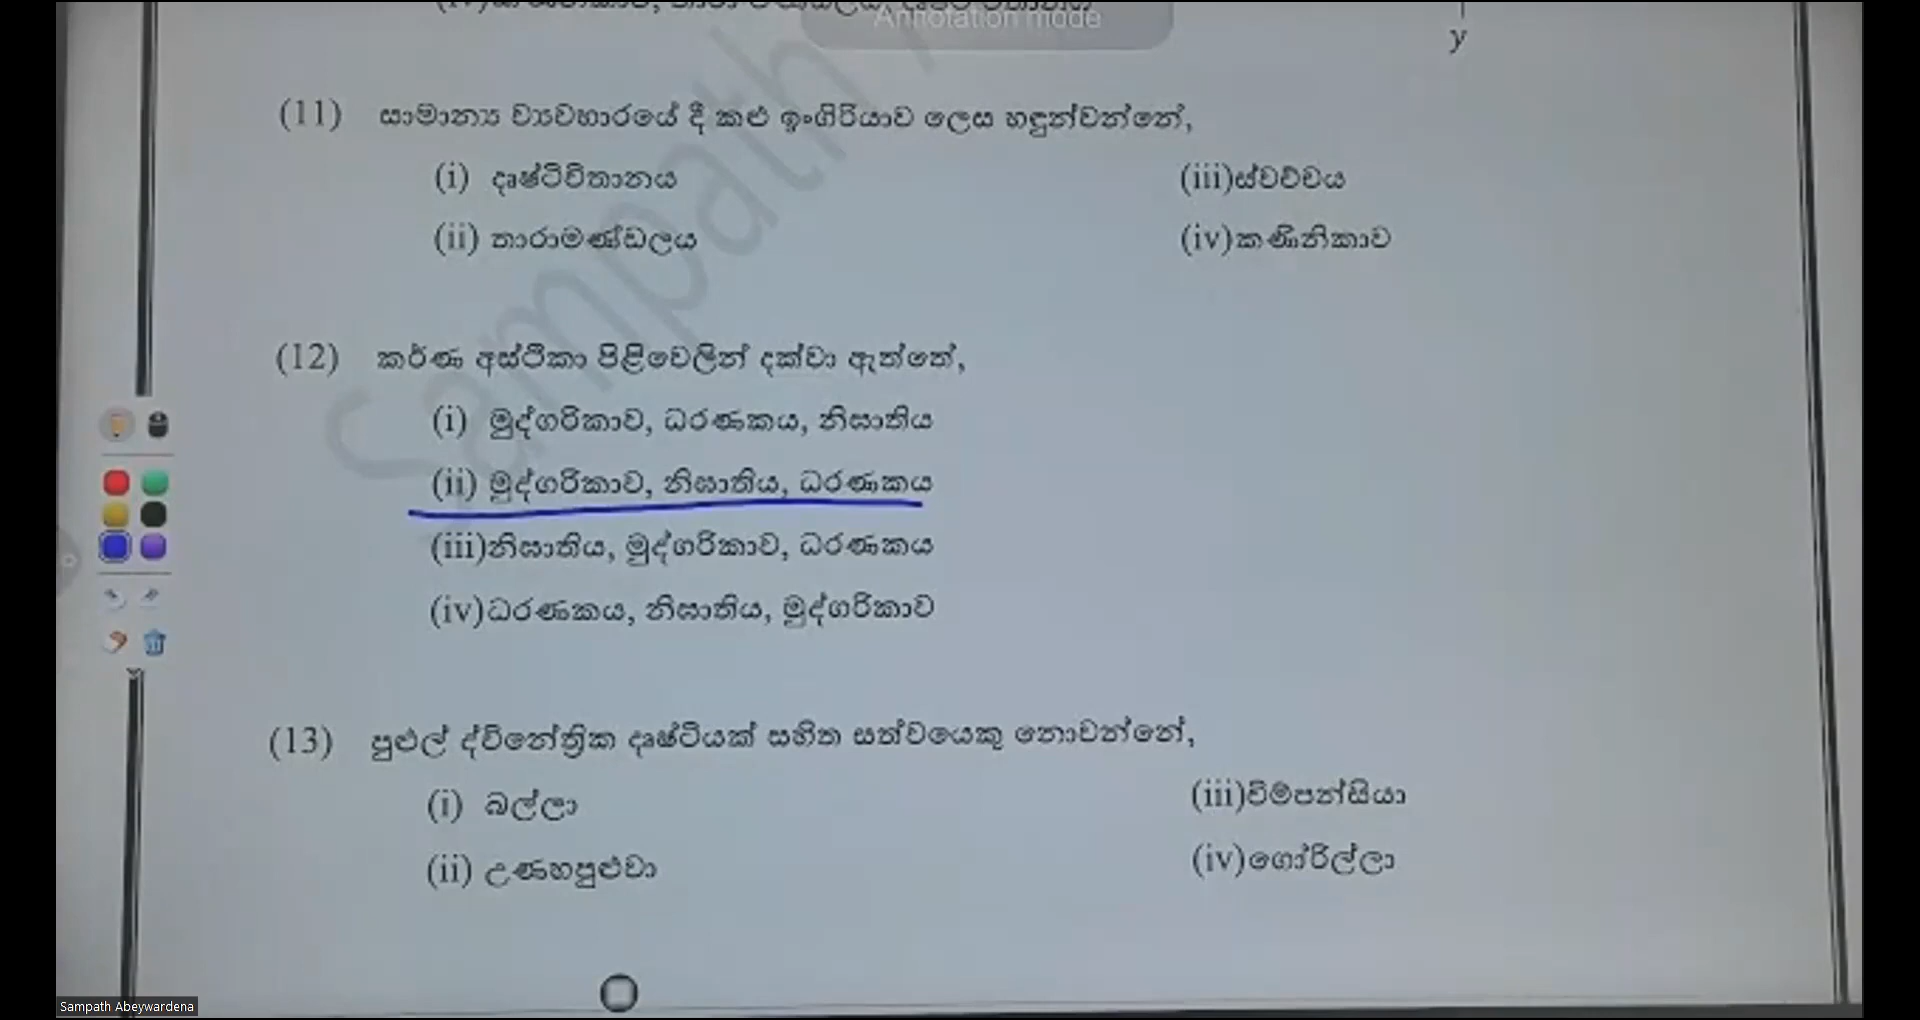 Annotation mode
y
(11) සාමාන්‍ය ව්‍යවහාරයේ දී කළු ඉංගිරියාව ලෙස හඳුන්වන්නේ,
(i) දෘෂ්ටිවිතානය
(iii)ස්වච්චය
(ii) තාරාමණ්ඩලය
(iv)කණිනිකාව
(12) කර්ණ අස්ථිකා පිළිවෙලින් දක්වා ඇත්තේ,
(i) මුද්ගරිකාව, ධරණකය, නිඝාතිය
(ii) මුද්ගරිකාව, නිඝාතිය, ධරණකය
(iii)නිඝාතිය, මුද්ගරිකාව, ධරණකය
(iv)ධරණකය, නිඝාතිය, මුද්ගරිකාව
(13) පුළුල් ද්විනේත්‍රික දෘෂ්ටියක් සහිත සත්වයෙකු නොවන්නේ,
(i) බල්ලා
(iii)චිම්පන්සියා
(ii) උණහපුළුවා
(iv)ගෝරිල්ලා
Sampath
Sampath Abeywardena